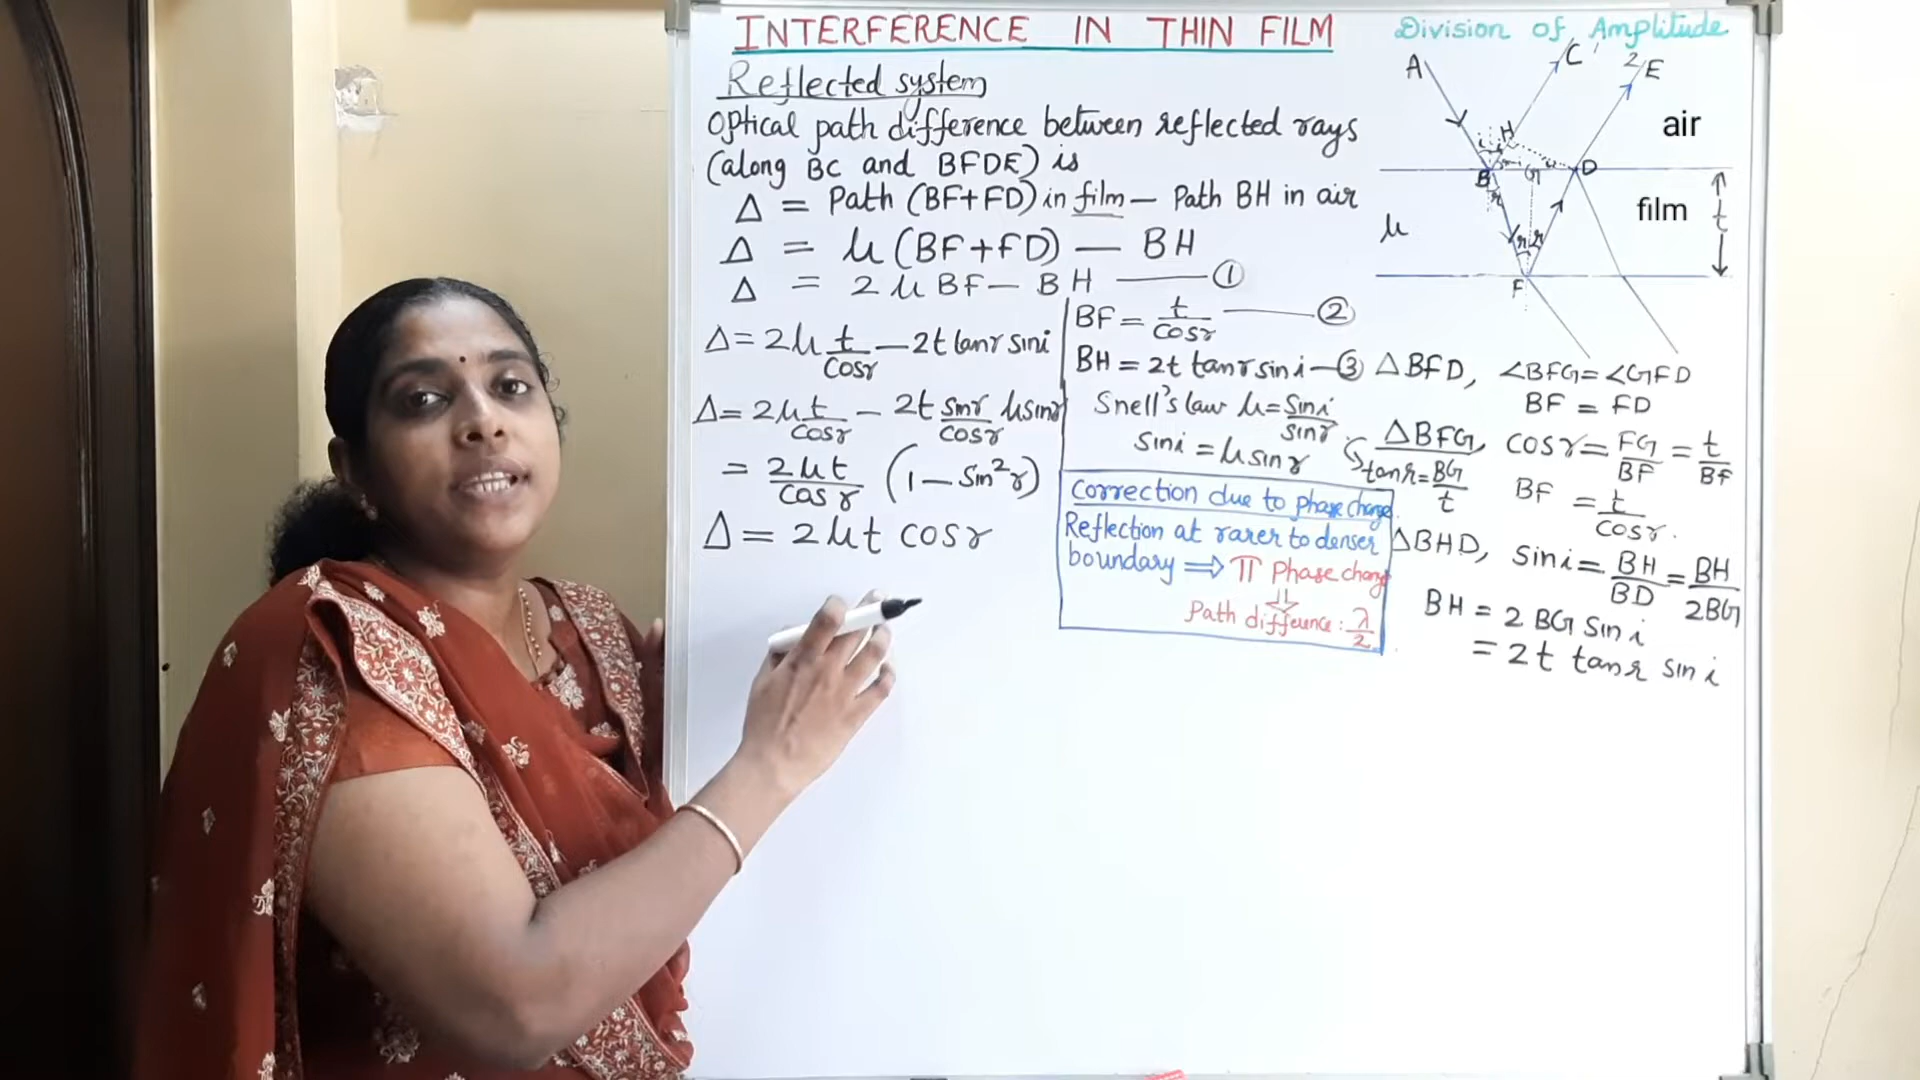 INTERFERENCE IN THIN FILM
Reflected system
Optical path difference between reflected rays
(along BC and BFDE) is
Δ = Path (BF+FD) in film — Path BH in air
Δ = μ (BF+FD) — BH
Δ = 2 μ BF — BH —— ①
Δ = 2μ t/cosr — 2t tanr sini
Δ = 2μt/cosr — 2t sinr/cosr μsinr
= 2μt/cosr (1 — sin²r)
Δ = 2μt cosr
BF = t/cosr —— ②
BH = 2t tanr sini — ③
Snell's law μ = sini/sinr
sini = μsinr
Correction due to phase change.
Reflection at rarer to denser
boundary ⇒ π Phase change
⇓
Path difference: λ/2
Division of Amplitude
A
C
1
2
E
air
H
i
i
B
G
D
r
μ
film
t
r
r
F
ΔBFD, ∠BFG = ∠GFD
BF = FD
ΔBFG, cosr = FG/BF = t/BF
tanr = BG/t
BF = t/cosr.
ΔBHD, sini = BH/BD = BH/2BG
BH = 2 BG sin i
= 2t tanr sin i